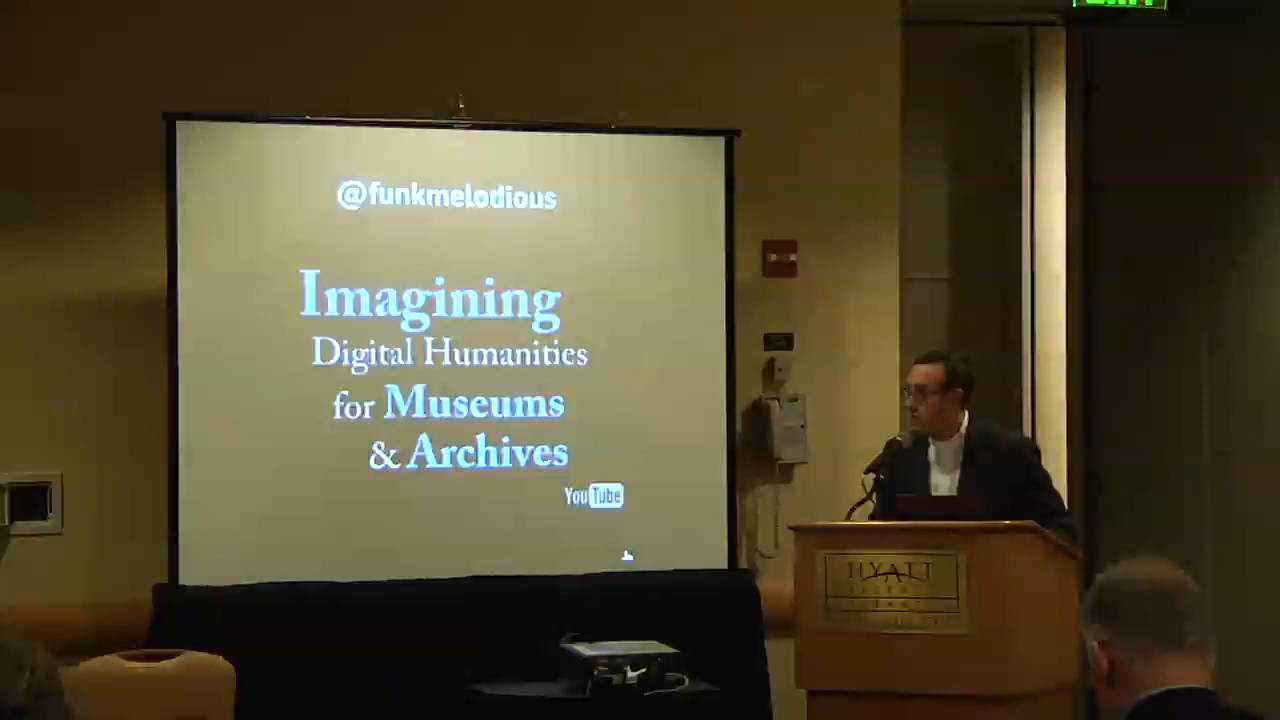 @funkmelodious
Imagining
Digital Humanities
for Museums
& Archives
YouTube
HYATT